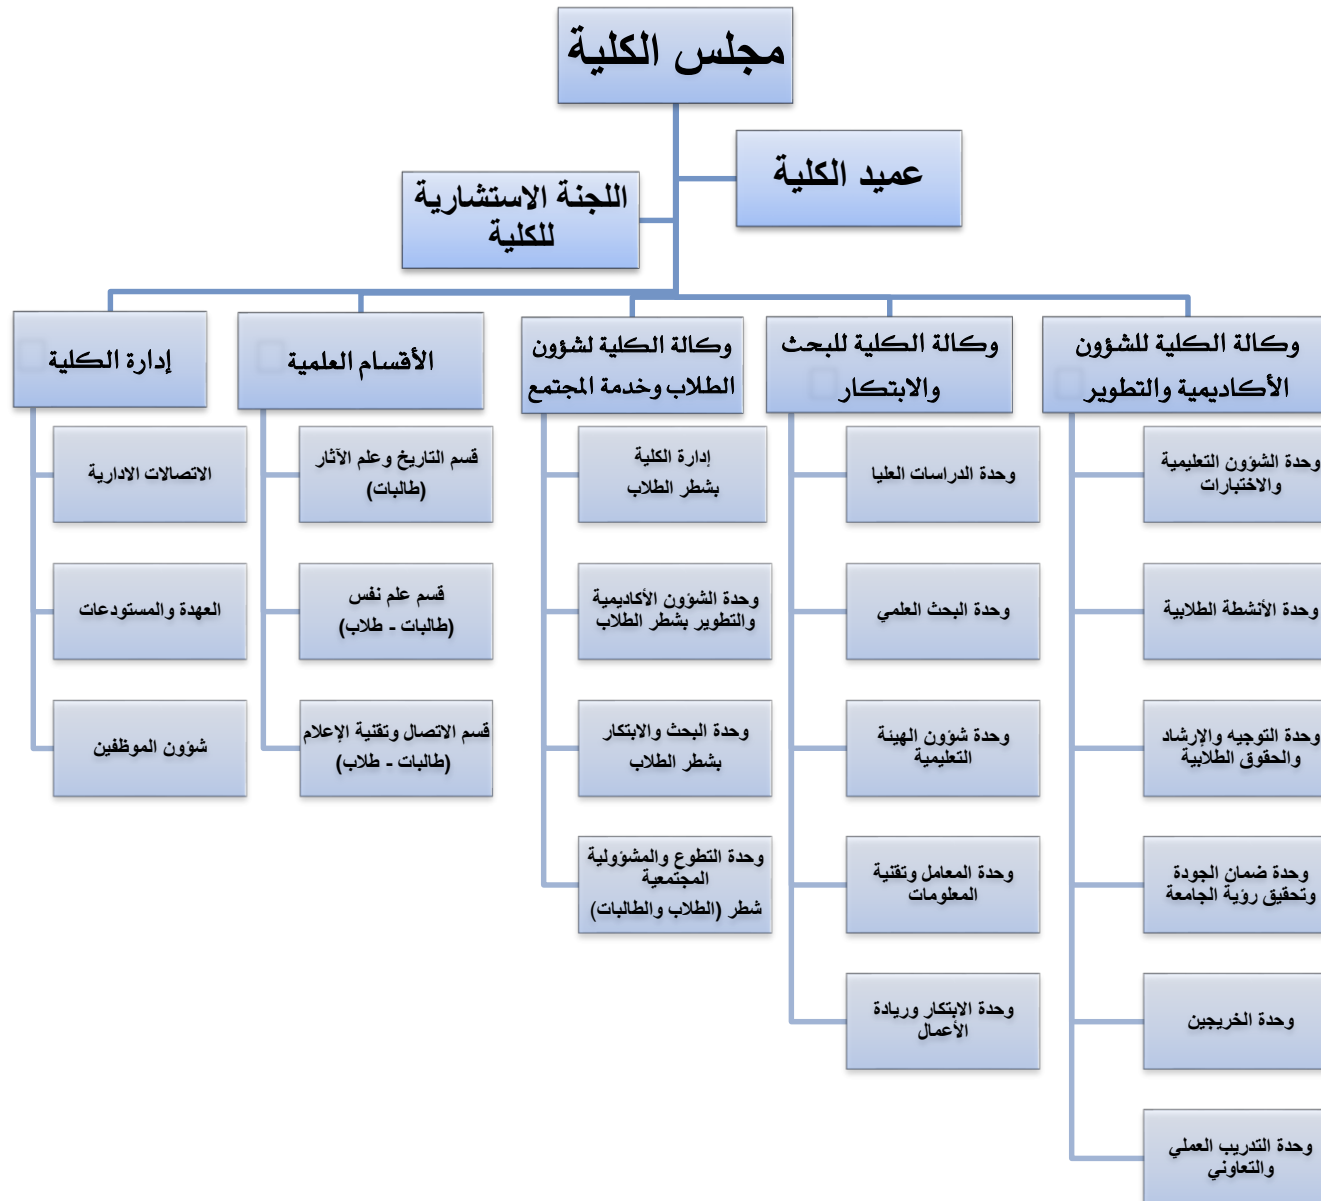 مجلس الكلية
عميد الكلية
اللجنة الاستشارية
للكلية
وكالة الكلية للشؤون
الأكاديمية والتطوير
وحدة الشؤون التعليمية
والاختبارات
وحدة الأنشطة الطلابية
وحدة التوجيه والإرشاد
والحقوق الطلابية
وحدة ضمان الجودة
وتحقيق رؤية الجامعة
وحدة الخريجين
وحدة التدريب العملي
والتعاوني
وكالة الكلية للبحث
والابتكار
وحدة الدراسات العليا
وحدة البحث العلمي
وحدة شؤون الهيئة
التعليمية
وحدة المعامل وتقنية
المعلومات
وحدة الابتكار وريادة
الأعمال
وكالة الكلية لشؤون
الطلاب وخدمة المجتمع
إدارة الكلية
بشطر الطلاب
وحدة الشؤون الأكاديمية
والتطوير بشطر الطلاب
وحدة البحث والابتكار
بشطر الطلاب
وحدة التطوع والمشؤولية
المجتمعية
شطر (الطلاب والطالبات)
الأقسام العلمية
قسم التاريخ وعلم الآثار
(طالبات)
قسم علم نفس
(طالبات - طلاب)
قسم الاتصال وتقنية الإعلام
(طالبات - طلاب)
إدارة الكلية
الاتصالات الادارية
العهدة والمستودعات
شؤون الموظفين